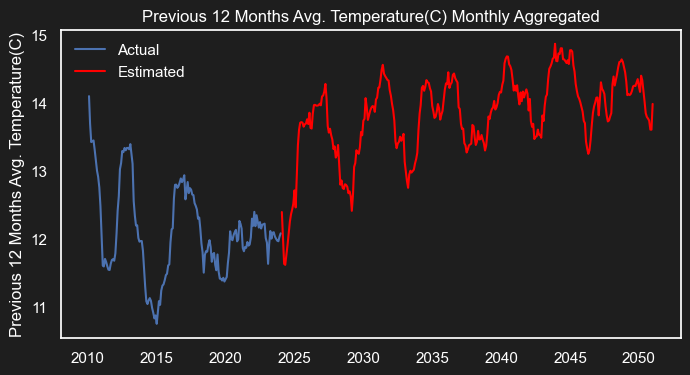 Previous 12 Months Avg. Temperature(C) Monthly Aggregated
Previous 12 Months Avg. Temperature(C)
Actual
Estimated
15
14
13
12
11
2010 2015 2020 2025 2030 2035 2040 2045 2050